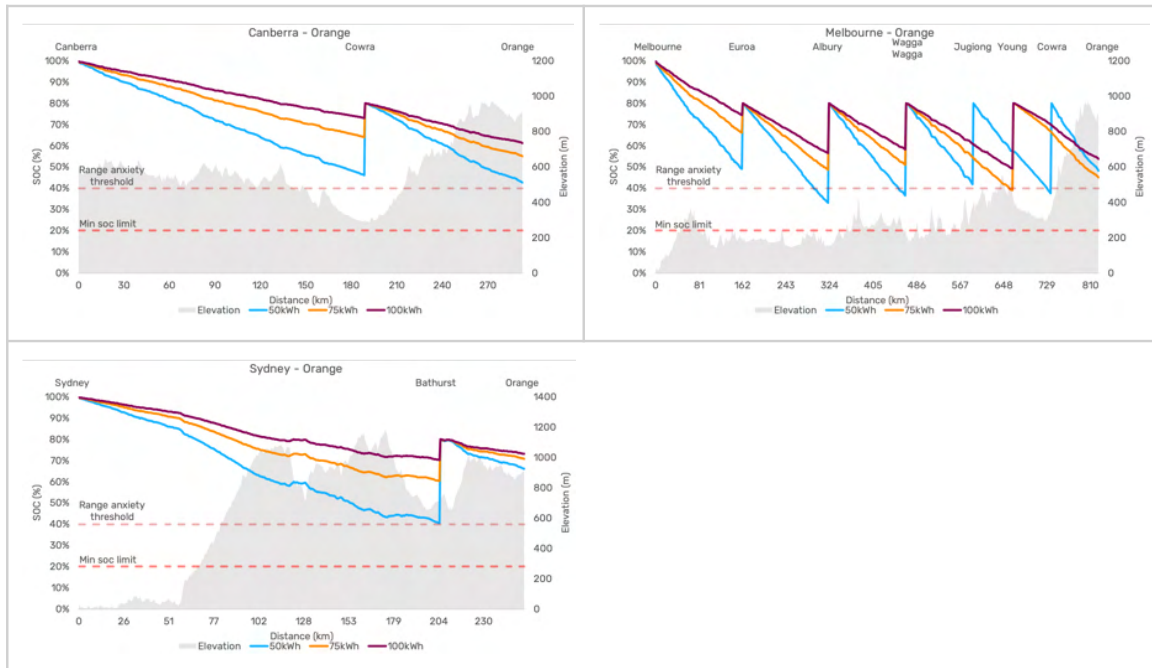 Canberra - Orange
Canberra Cowra Orange
100% 1200
90%
1000
80%
70%
800
60%
50% 600
Range anxiety
threshold
40%
400
30%
Min soc limit
20% 200
10%
0% 0
SOC (%)
Elevation (m)
0 30 60 90 120 150 180 210 240 270
Distance (km)
Elevation 50kWh 75kWh 100kWh
Melbourne - Orange
Melbourne Euroa Albury Wagga Wagga Jugiong Young Cowra Orange
100% 1200
90%
1000
80%
70%
800
60%
50% 600
Range anxiety
threshold
40%
400
30%
Min soc limit
20% 200
10%
0% 0
SOC (%)
Elevation (m)
0 81 162 243 324 405 486 567 648 729 810
Distance (km)
Elevation 50kWh 75kWh 100kWh
Sydney - Orange
Sydney Bathurst Orange
100% 1400
90%
1200
80%
70% 1000
60%
800
50%
Range anxiety
threshold
600
40%
30%
400
Min soc limit
20%
200
10%
0% 0
SOC (%)
Elevation (m)
0 26 51 77 102 128 153 179 204 230
Distance (km)
Elevation 50kWh 75kWh 100kWh